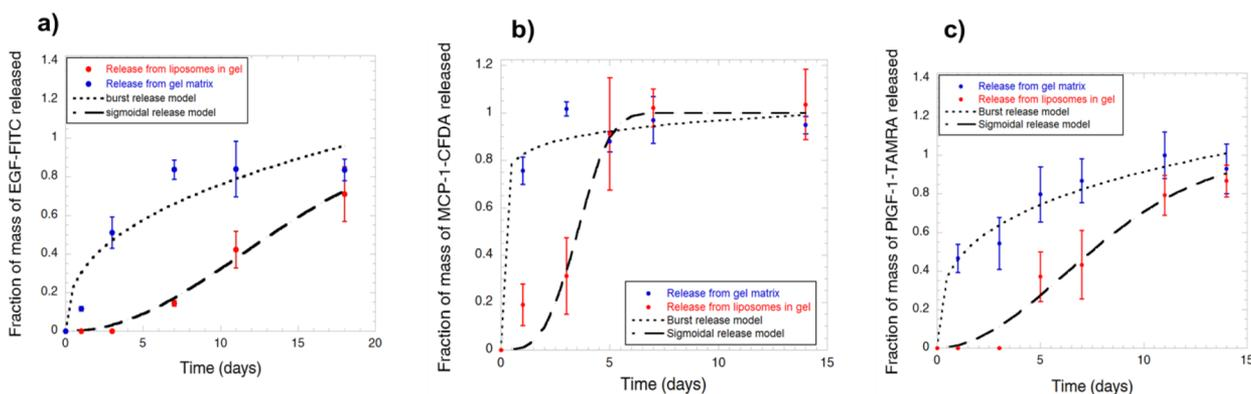 a)
Fraction of mass of EGF-FITC released
1.4
1.2
1
0.8
0.6
0.4
0.2
0
Release from liposomes in gel
Release from gel matrix
burst release model
sigmoidal release model
0 5 10 15 20
Time (days)
b)
Fraction of mass of MCP-1-CFDA released
1.2
1
0.8
0.6
0.4
0.2
0
Release from gel matrix
Release from liposomes in gel
Burst release model
Sigmoidal release model
0 5 10 15
Time (days)
c)
Fraction of mass of PlGF-1-TAMRA released
1.4
1.2
1
0.8
0.6
0.4
0.2
0
Release from gel matrix
Release from liposomes in gel
Burst release model
Sigmoidal release model
0 5 10 15
Time (days)